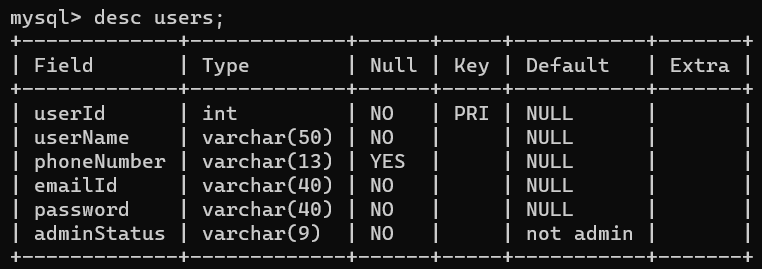 mysql> desc users;
+-------------+-------------+------+-----+-----------+-------+
| Field       | Type        | Null | Key | Default   | Extra |
+-------------+-------------+------+-----+-----------+-------+
| userId      | int         | NO   | PRI | NULL      |       |
| userName    | varchar(50) | NO   |     | NULL      |       |
| phoneNumber | varchar(13) | YES  |     | NULL      |       |
| emailId     | varchar(40) | NO   |     | NULL      |       |
| password    | varchar(40) | NO   |     | NULL      |       |
| adminStatus | varchar(9)  | NO   |     | not admin |       |
+-------------+-------------+------+-----+-----------+-------+